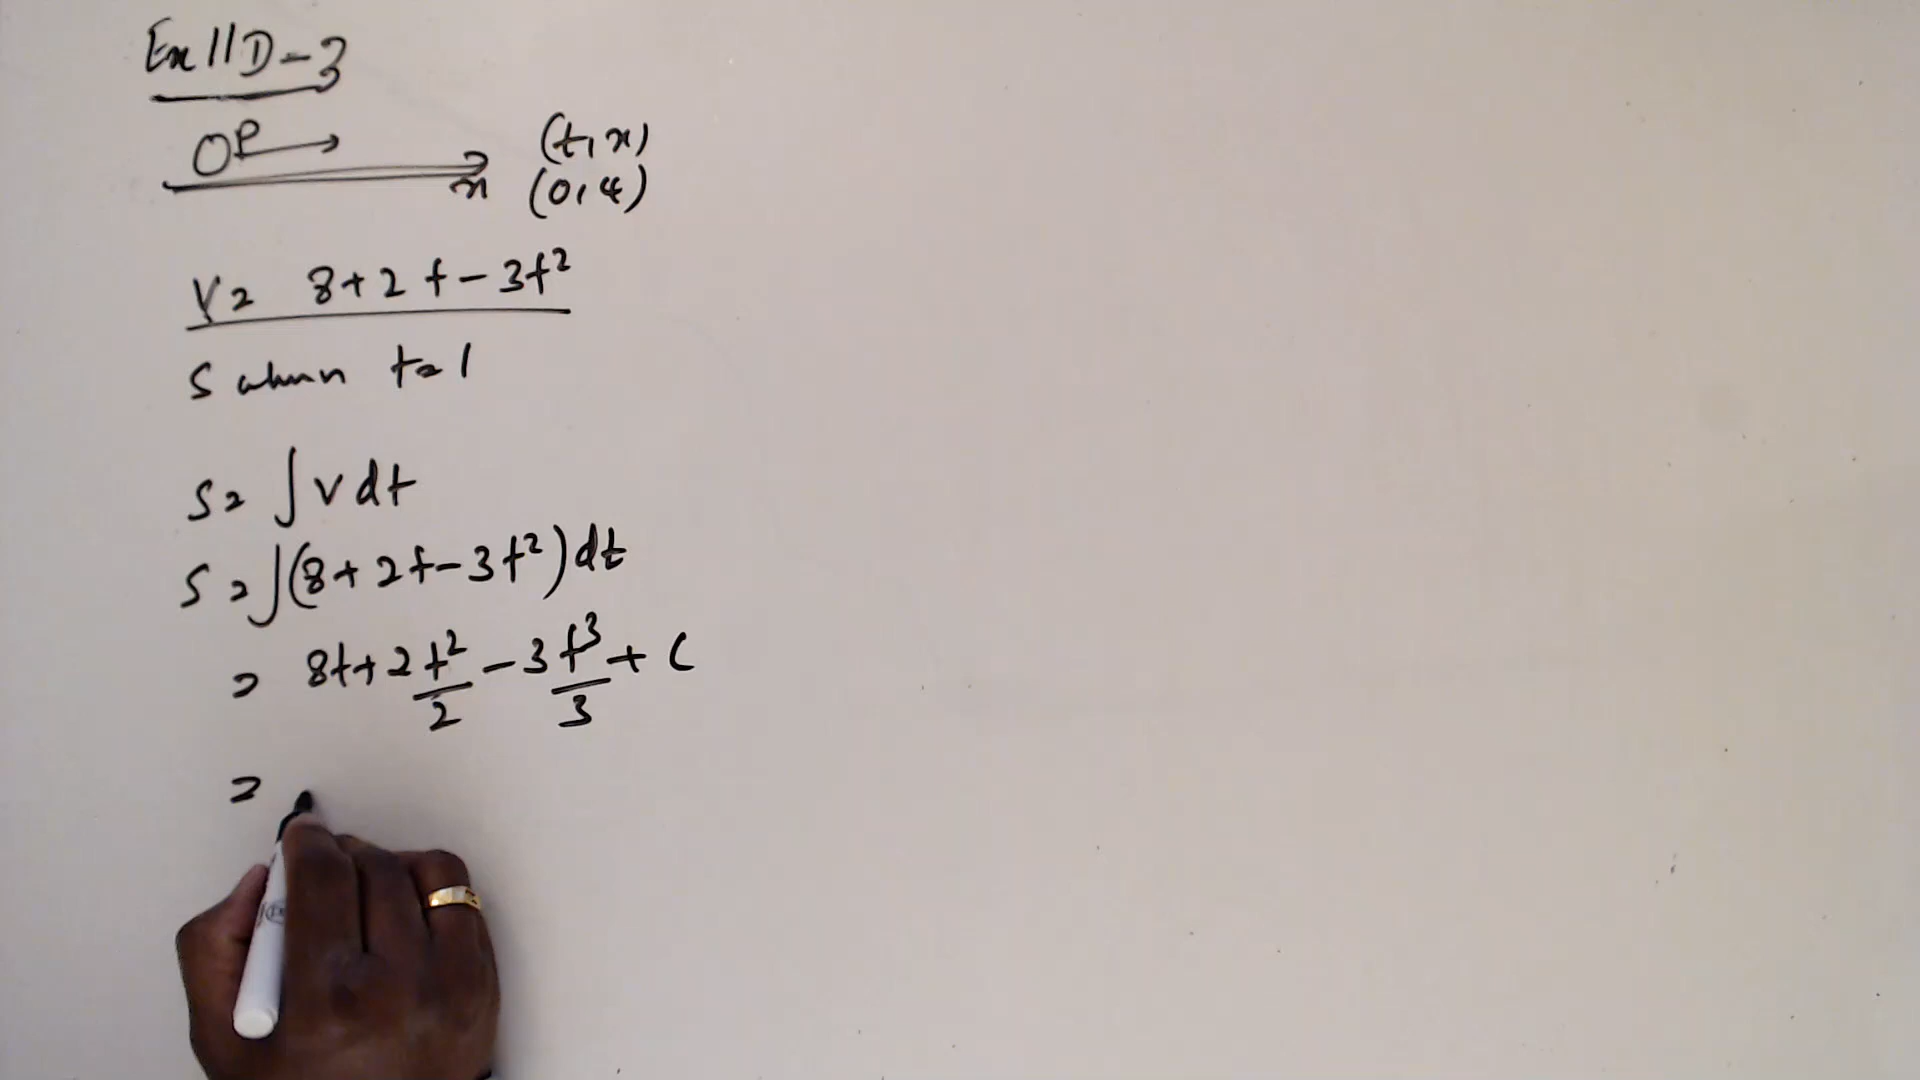 Ex 11D-3
OP →
x
(t, x)
(0, 4)
V = 8 + 2t - 3t²
S when t = 1
S = ∫ v dt
S = ∫(8 + 2t - 3t²) dt
= 8t + 2 t²/2 - 3 t³/3 + C
=